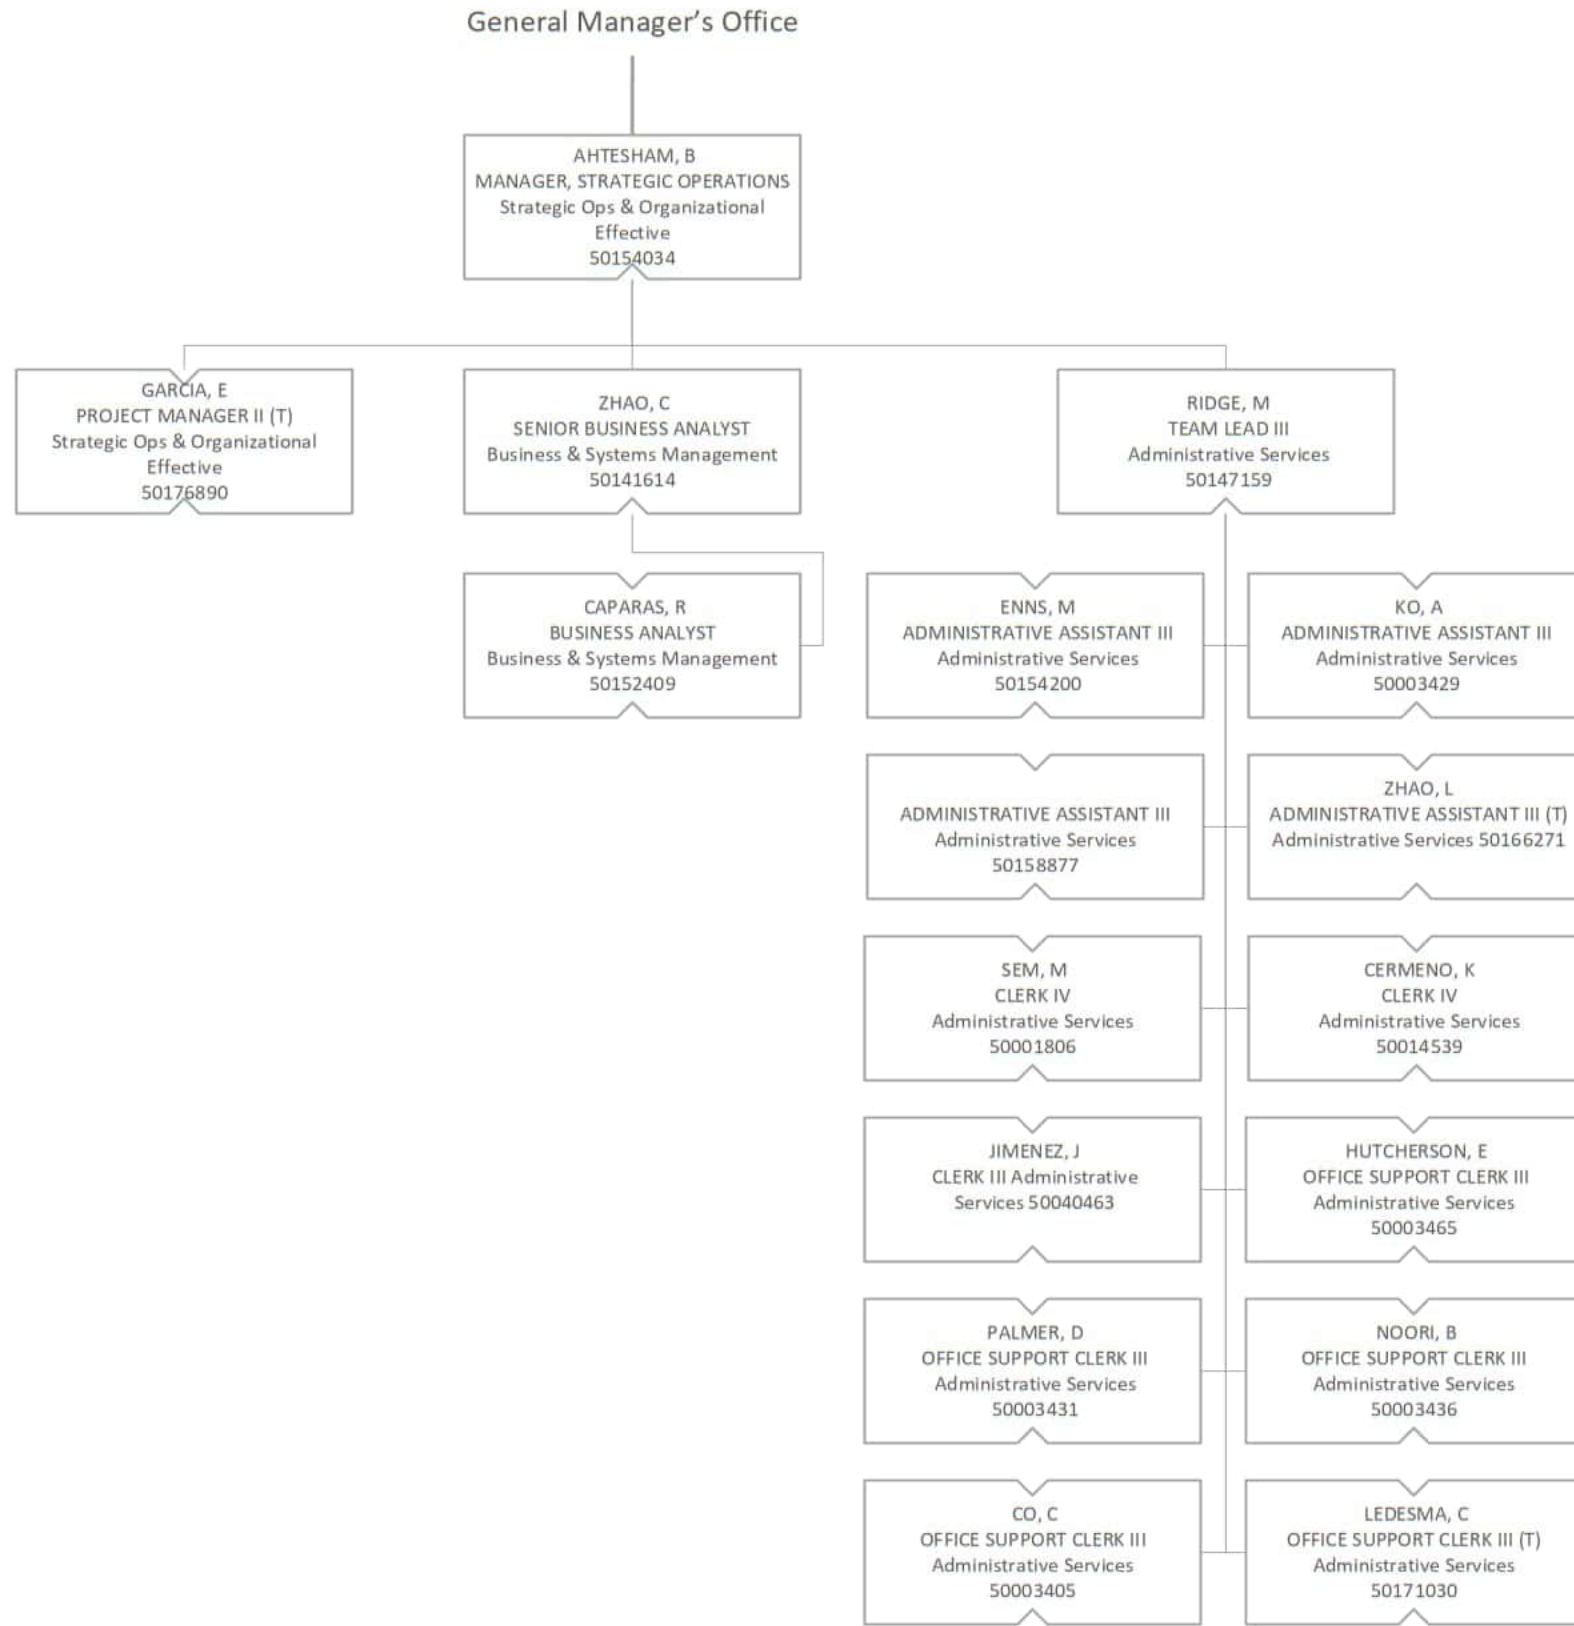 General Manager’s Office
AHTESHAM, B
MANAGER, STRATEGIC OPERATIONS
Strategic Ops & Organizational
Effective
50154034
GARCIA, E
PROJECT MANAGER II (T)
Strategic Ops & Organizational
Effective
50176890
ZHAO, C
SENIOR BUSINESS ANALYST
Business & Systems Management
50141614
RIDGE, M
TEAM LEAD III
Administrative Services
50147159
CAPARAS, R
BUSINESS ANALYST
Business & Systems Management
50152409
ENNS, M
ADMINISTRATIVE ASSISTANT III
Administrative Services
50154200
KO, A
ADMINISTRATIVE ASSISTANT III
Administrative Services
50003429
ADMINISTRATIVE ASSISTANT III
Administrative Services
50158877
ZHAO, L
ADMINISTRATIVE ASSISTANT III (T)
Administrative Services 50166271
SEM, M
CLERK IV
Administrative Services
50001806
CERMENO, K
CLERK IV
Administrative Services
50014539
JIMENEZ, J
CLERK III Administrative
Services 50040463
HUTCHERSON, E
OFFICE SUPPORT CLERK III
Administrative Services
50003465
PALMER, D
OFFICE SUPPORT CLERK III
Administrative Services
50003431
NOORI, B
OFFICE SUPPORT CLERK III
Administrative Services
50003436
CO, C
OFFICE SUPPORT CLERK III
Administrative Services
50003405
LEDESMA, C
OFFICE SUPPORT CLERK III (T)
Administrative Services
50171030